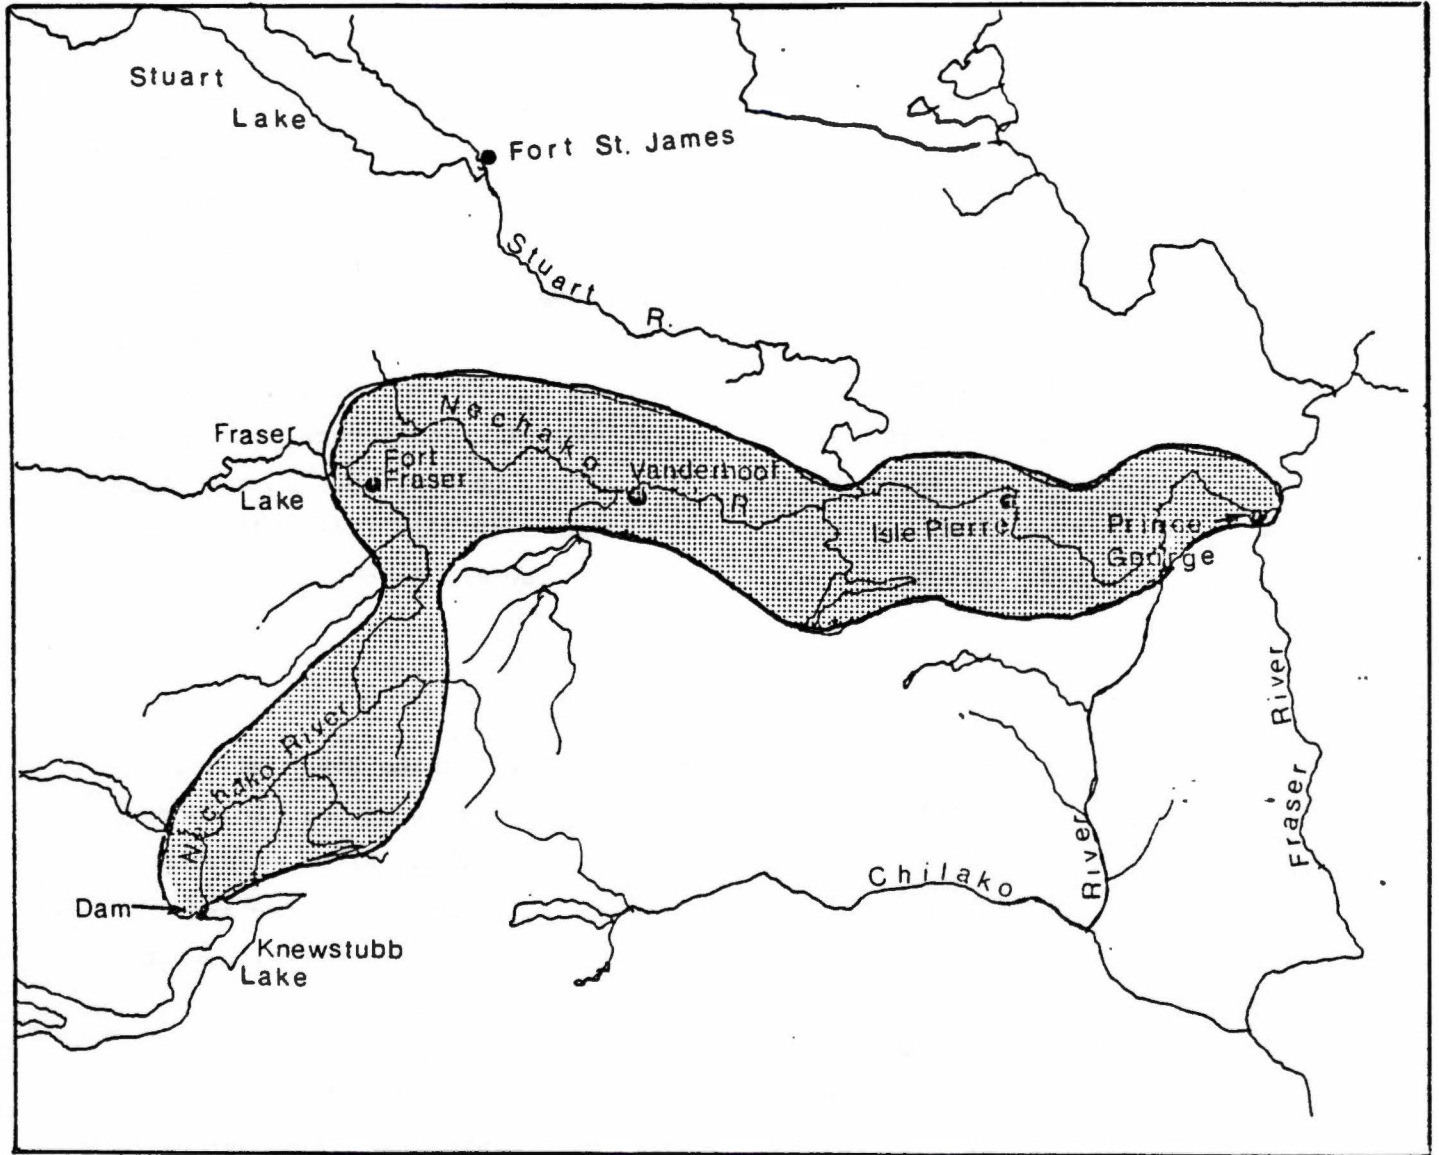 Stuart
Lake
Fort St. James
Stuart
R.
Nechako
R
Fraser
Lake
Fort
Fraser
Vanderhoof
Isle Pierre
Prince
George
Nechako River
Dam
Knewstubb
Lake
Chilako
River
Fraser River